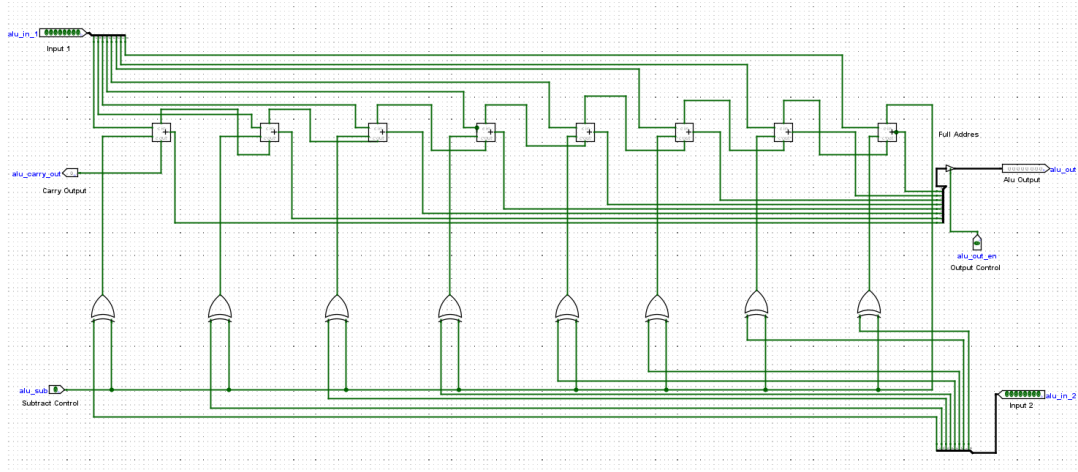 alu_in_1
Input 1
Full Addres
alu_carry_out
Carry Output
alu_out
Alu Output
alu_out_en
Output Control
alu_sub
Subtract Control
alu_in_2
Input 2